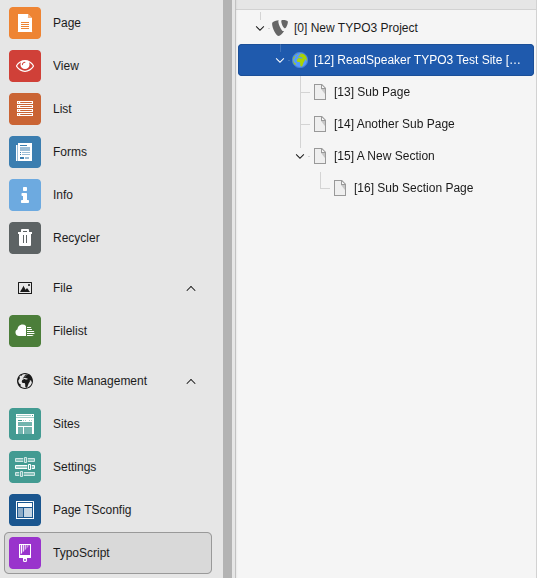 Page
View
List
Forms
Info
Recycler
File
Filelist
Site Management
Sites
Settings
Page TSconfig
TypoScript
[0] New TYPO3 Project
[12] ReadSpeaker TYPO3 Test Site [...
[13] Sub Page
[14] Another Sub Page
[15] A New Section
[16] Sub Section Page